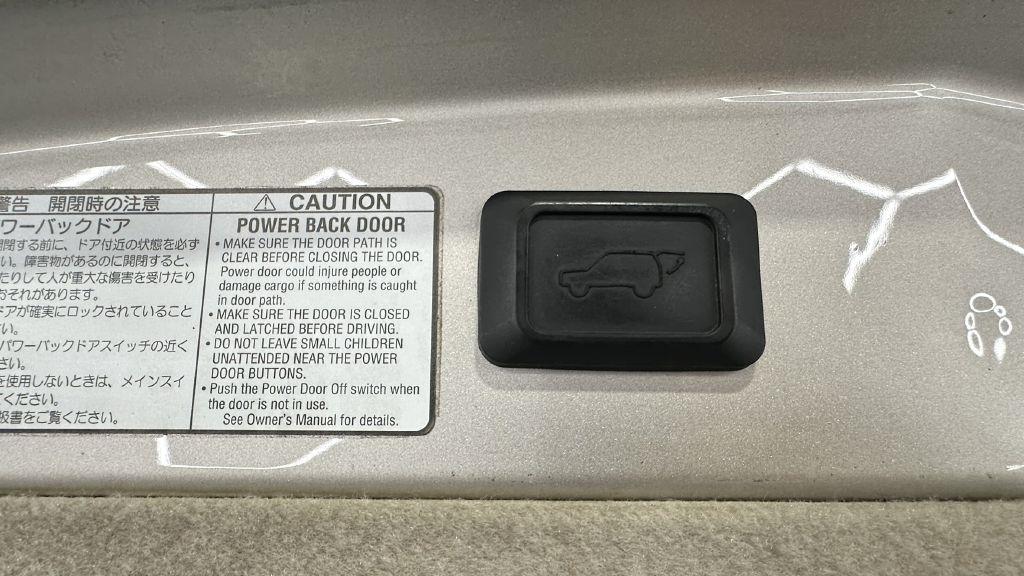 警告 開閉時の注意
ワーバックドア
開閉する前に、ドア付近の状態を必ず
い。障害物があるのに開閉すると、
たりして人が重大な傷害を受けたり
おそれがあります。
ドアが確実にロックされていること
い。
パワーバックドアスイッチの近く
さい。
を使用しないときは、メインスイ
てください。
扱書をご覧ください。
⚠ CAUTION
POWER BACK DOOR
• MAKE SURE THE DOOR PATH IS
CLEAR BEFORE CLOSING THE DOOR.
Power door could injure people or
damage cargo if something is caught
in door path.
• MAKE SURE THE DOOR IS CLOSED
AND LATCHED BEFORE DRIVING.
• DO NOT LEAVE SMALL CHILDREN
UNATTENDED NEAR THE POWER
DOOR BUTTONS.
• Push the Power Door Off switch when
the door is not in use.
See Owner's Manual for details.